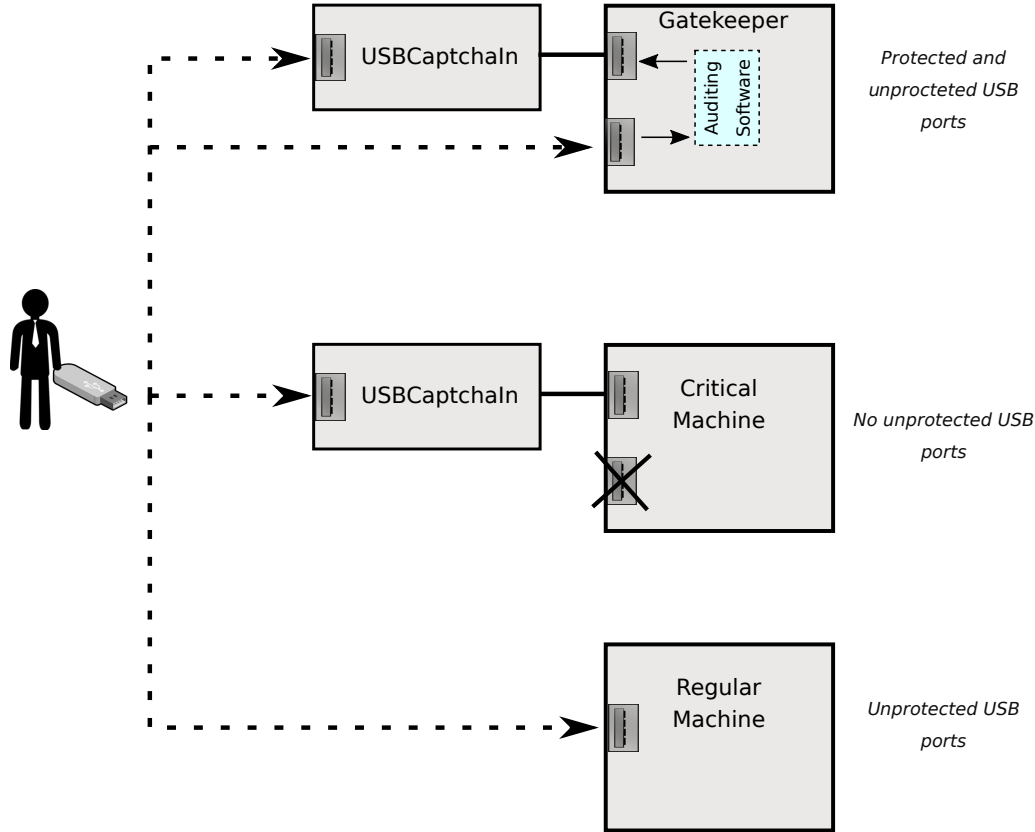 Gatekeeper
USBCaptchaIn
Auditing
Software
Protected and
unprocteted USB
ports
USBCaptchaIn
Critical
Machine
No unprotected USB
ports
Regular
Machine
Unprotected USB
ports